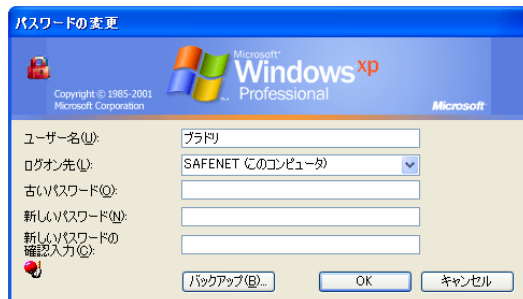 パスワードの変更
Microsoft
Windows xp
Professional
Copyright © 1985-2001
Microsoft Corporation
Microsoft
ユーザー名(U):
ブラドリ
ログオン先(L):
SAFENET (このコンピュータ)
古いパスワード(O):
新しいパスワード(N):
新しいパスワードの
確認入力(C):
バックアップ(B)...
OK
キャンセル